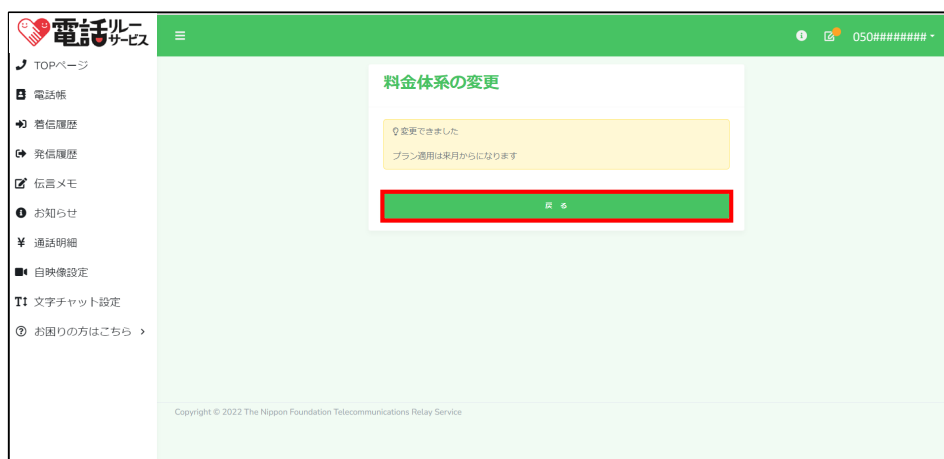 電話リレーサービス
050########
TOPページ
電話帳
着信履歴
発信履歴
伝言メモ
お知らせ
通話明細
自映像設定
文字チャット設定
お困りの方はこちら
料金体系の変更
変更できました
プラン適用は来月からになります
戻 る
Copyright © 2022 The Nippon Foundation Telecommunications Relay Service